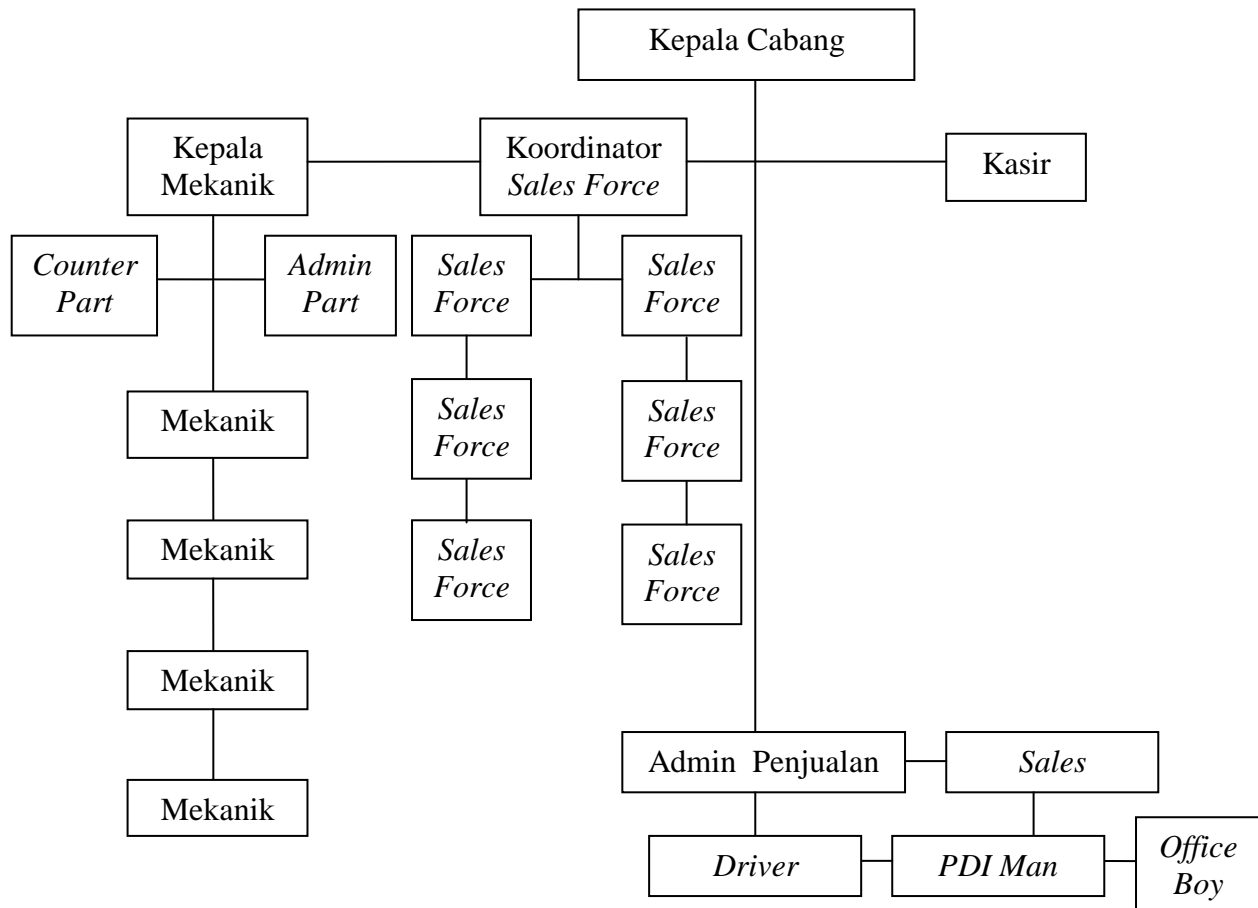 Kepala Cabang
Kepala
Mekanik
Koordinator
Sales Force
Kasir
Counter
Part
Admin
Part
Sales
Force
Sales
Force
Mekanik
Sales
Force
Sales
Force
Mekanik
Sales
Force
Sales
Force
Mekanik
Mekanik
Admin Penjualan
Sales
Driver
PDI Man
Office
Boy